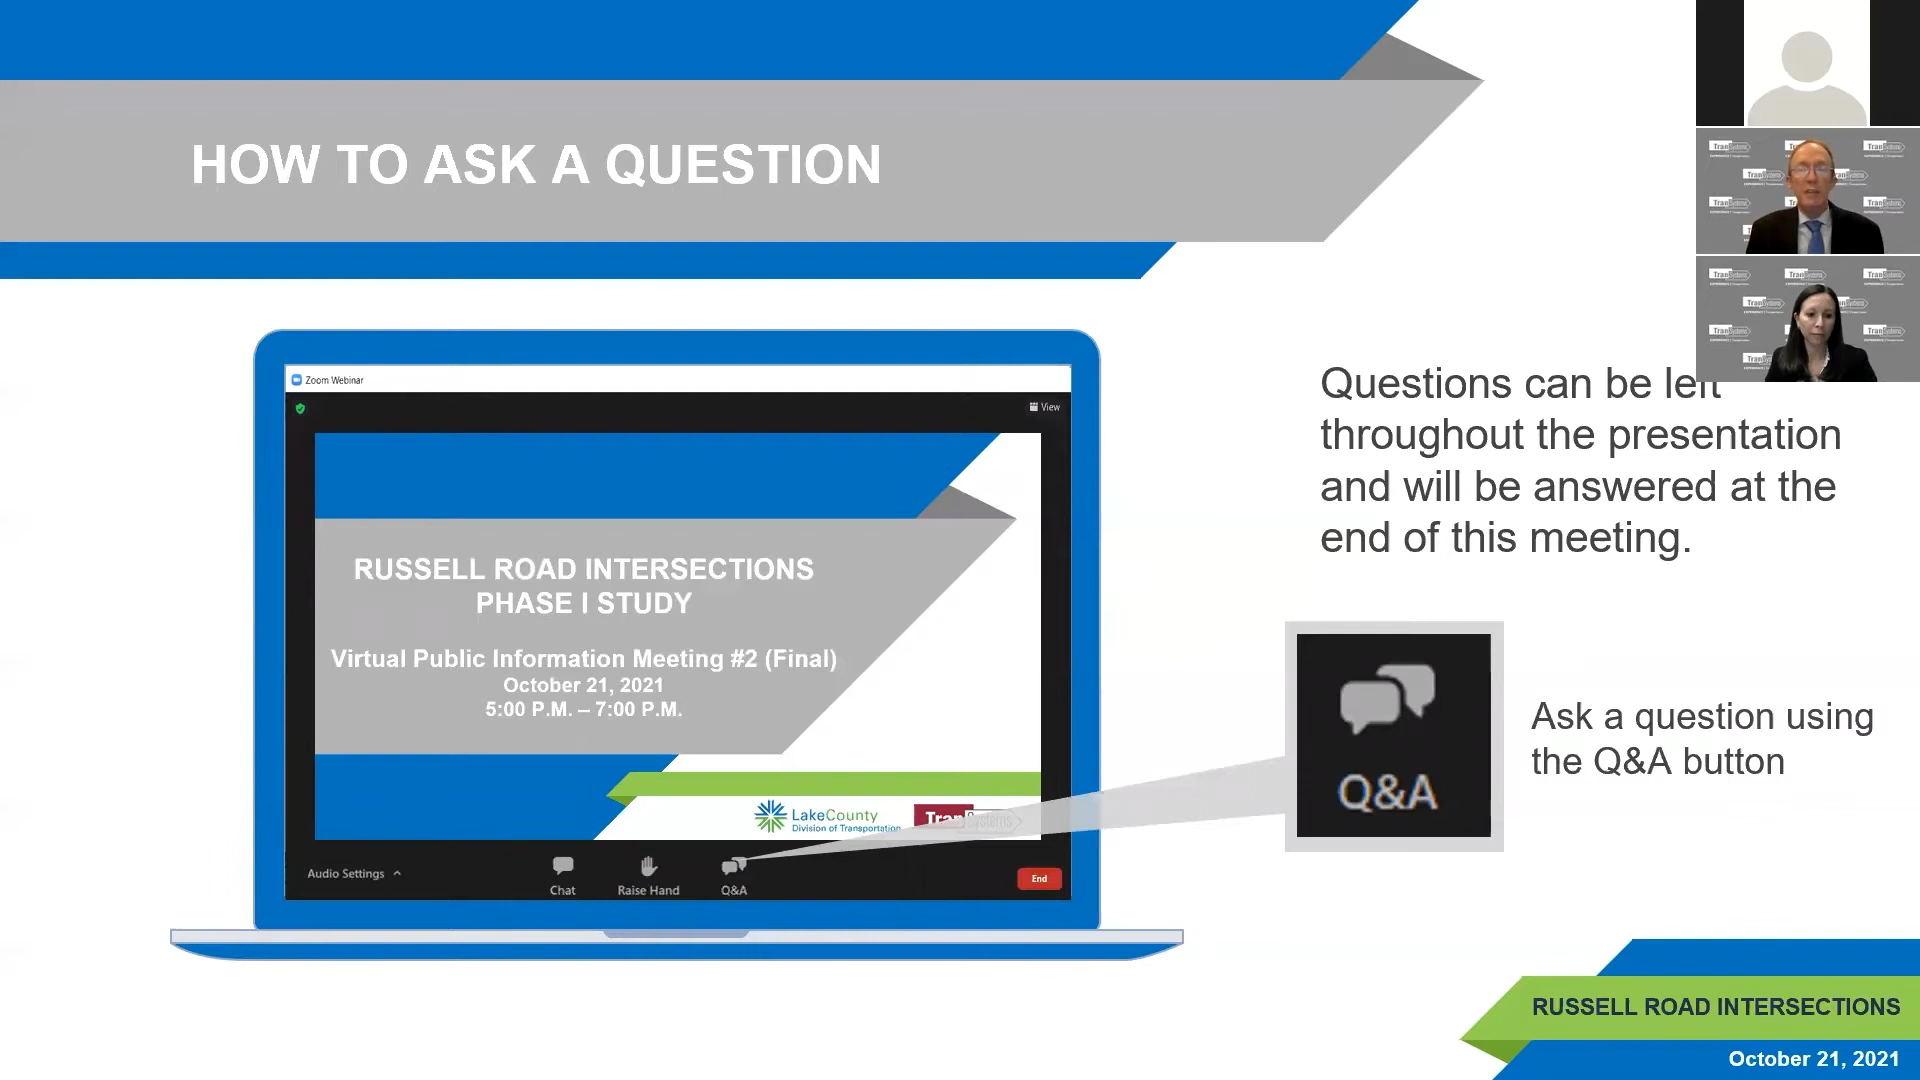 HOW TO ASK A QUESTION
Zoom Webinar
View
RUSSELL ROAD INTERSECTIONS
PHASE I STUDY
Virtual Public Information Meeting #2 (Final)
October 21, 2021
5:00 P.M. – 7:00 P.M.
LakeCounty
Division of Transportation
TranSystems
Audio Settings
Chat
Raise Hand
Q&A
End
Questions can be left
throughout the presentation
and will be answered at the
end of this meeting.
Q&A
Ask a question using
the Q&A button
RUSSELL ROAD INTERSECTIONS
October 21, 2021
TranSystems
TranSystems